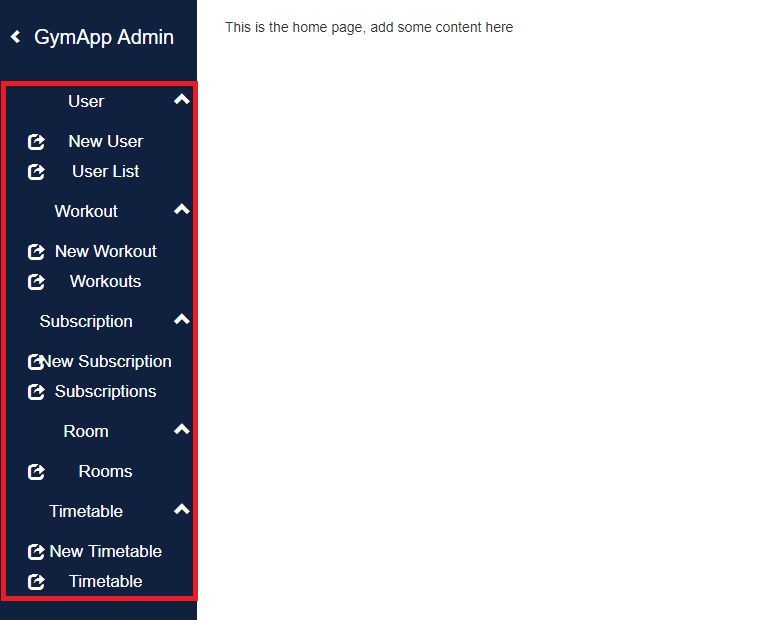 GymApp Admin
This is the home page, add some content here
User
New User
User List
Workout
New Workout
Workouts
Subscription
New Subscription
Subscriptions
Room
Rooms
Timetable
New Timetable
Timetable